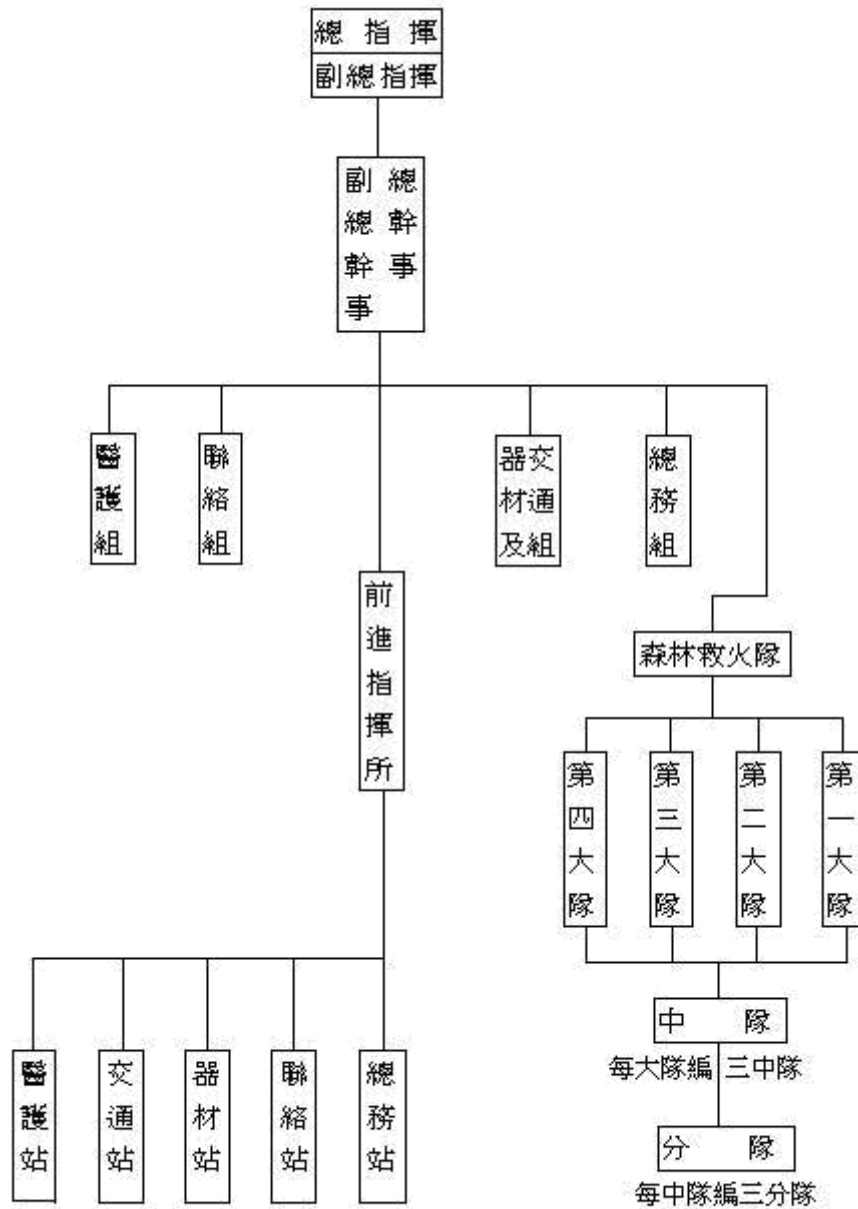 總指揮
副總指揮
總幹事
副總幹事
醫護組
聯絡組
交通組
器材及
總務組
前進指揮所
森林救火隊
第四大隊
第三大隊
第二大隊
第一大隊
中隊
每大隊編三中隊
分隊
每中隊編三分隊
醫護站
交通站
器材站
聯絡站
總務站